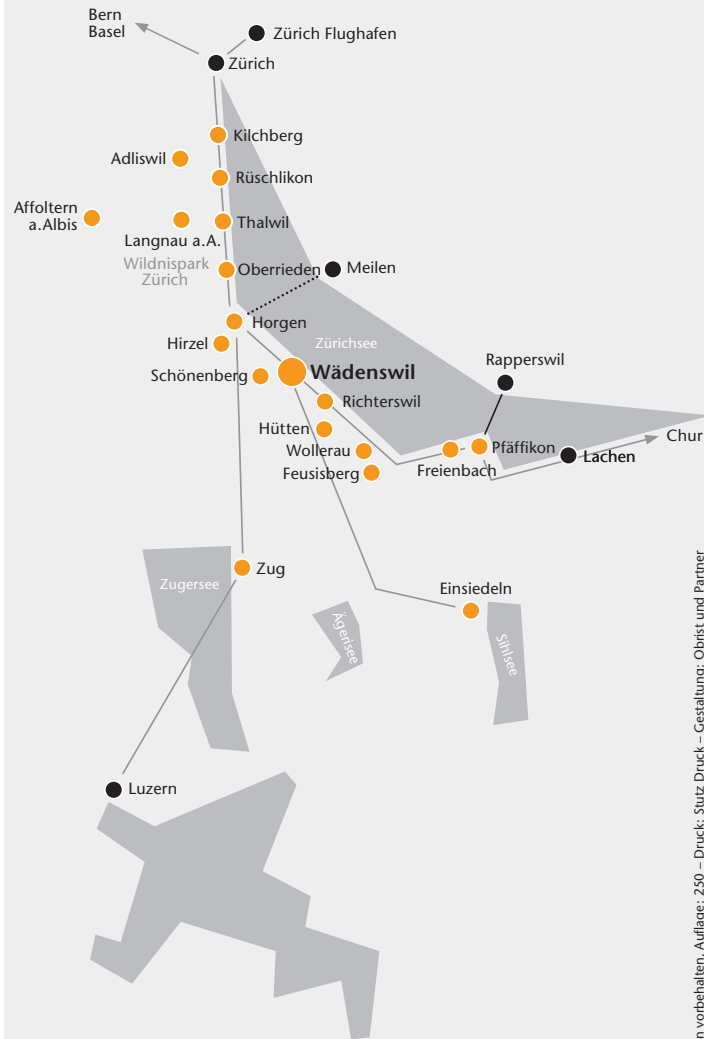 Bern
Basel
Zürich Flughafen
Zürich
Kilchberg
Adliswil
Rüschlikon
Affoltern
a.Albis
Thalwil
Langnau a.A.
Wildnispark
Zürich
Oberrieden
Meilen
Horgen
Hirzel
Zürichsee
Rapperswil
Schönenberg
Wädenswil
Richterswil
Hütten
Wollerau
Feusisberg
Freienbach
Pfäffikon
Chur
Lachen
Zugersee
Zug
Einsiedeln
Ägerisee
Sihlsee
Luzern
n vorbehalten, Auflage: 250 – Druck: Stutz Druck – Gestaltung: Obrist und Partner